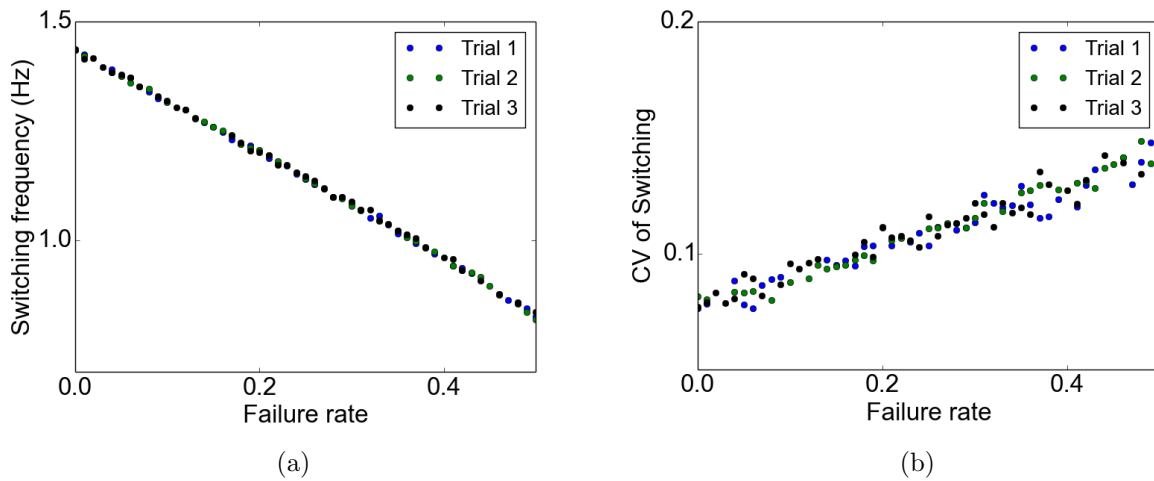 1.5
Switching frequency (Hz)
1.0
Trial 1
Trial 2
Trial 3
0.0
0.2
0.4
Failure rate
(a)
0.2
CV of Switching
0.1
Trial 1
Trial 2
Trial 3
0.0
0.2
0.4
Failure rate
(b)